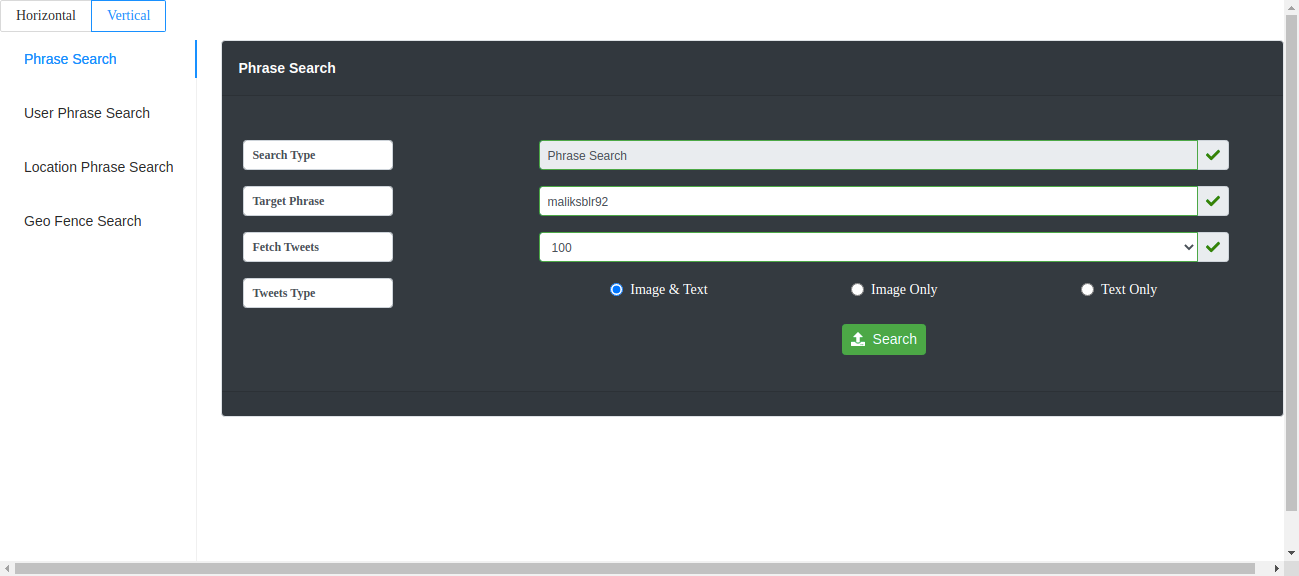 Horizontal Vertical
Phrase Search
User Phrase Search
Location Phrase Search
Geo Fence Search
Phrase Search
Search Type Phrase Search
Target Phrase maliksblr92
Fetch Tweets 100
Tweets Type Image & Text Image Only Text Only
Search